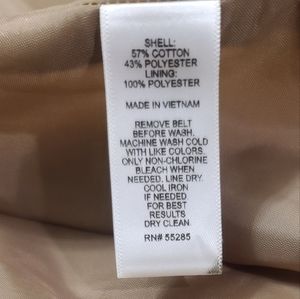 SHELL:
57% COTTON
43% POLYESTER
LINING:
100% POLYESTER
MADE IN VIETNAM
REMOVE BELT
BEFORE WASH.
MACHINE WASH COLD
WITH LIKE COLORS.
ONLY NON-CHLORINE
BLEACH WHEN
NEEDED. LINE DRY.
COOL IRON
IF NEEDED.
FOR BEST
RESULTS
DRY CLEAN.
RN# 55285